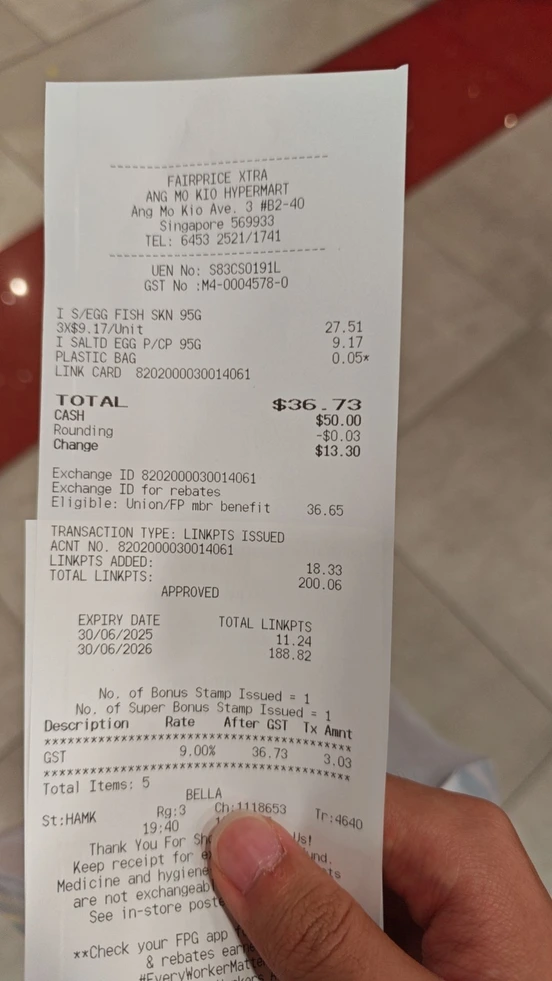 FAIRPRICE XTRA
ANG MO KIO HYPERMART
Ang Mo Kio Ave. 3 #B2-40
Singapore 569933
TEL: 6453 2521/1741
UEN No: S83CS0191L
GST No :M4-0004578-0
I S/EGG FISH SKN 95G
3X$9.17/Unit 27.51
I SALTD EGG P/CP 95G 9.17
PLASTIC BAG 0.05*
LINK CARD 8202000030014061
TOTAL $36.73
CASH $50.00
Rounding -$0.03
Change $13.30
Exchange ID 8202000030014061
Exchange ID for rebates
Eligible: Union/FP mbr benefit 36.65
TRANSACTION TYPE: LINKPTS ISSUED
ACNT NO. 8202000030014061
LINKPTS ADDED: 18.33
TOTAL LINKPTS: 200.06
APPROVED
EXPIRY DATE TOTAL LINKPTS
30/06/2025 11.24
30/06/2026 188.82
No. of Bonus Stamp Issued = 1
No. of Super Bonus Stamp Issued = 1
Description Rate After GST Tx Amnt
*****************************************
GST 9.00% 36.73 3.03
*****************************************
Total Items: 5
BELLA
St:HAMK Rg:3 Ch:1118653 Tr:4640
19:40
Thank You For Us!
Keep receipt for
Medicine and hygiene
are not
See in-store
**Check your FPG app
& rebates